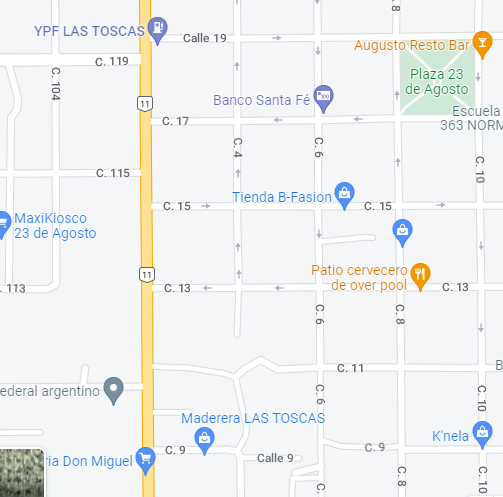 YPF LAS TOSCAS
Calle 19
Augusto Resto Bar
C. 119
C. 104
Plaza 23
de Agosto
Banco Santa Fé
11
Escuela
363 NORM
C. 17
C. 4
C. 6
C. 10
C. 115
Tienda B-Fasion
C. 15
C. 15
MaxiKiosco
23 de Agosto
11
Patio cervecero
de over pool
C. 113
C. 13
C. 13
C. 6
C. 8
C. 11
B
ederal argentino
C. 6
C. 10
Maderera LAS TOSCAS
K'nela
C. 9
C. 9
Calle 9
ria Don Miguel
C. 8
C. 10